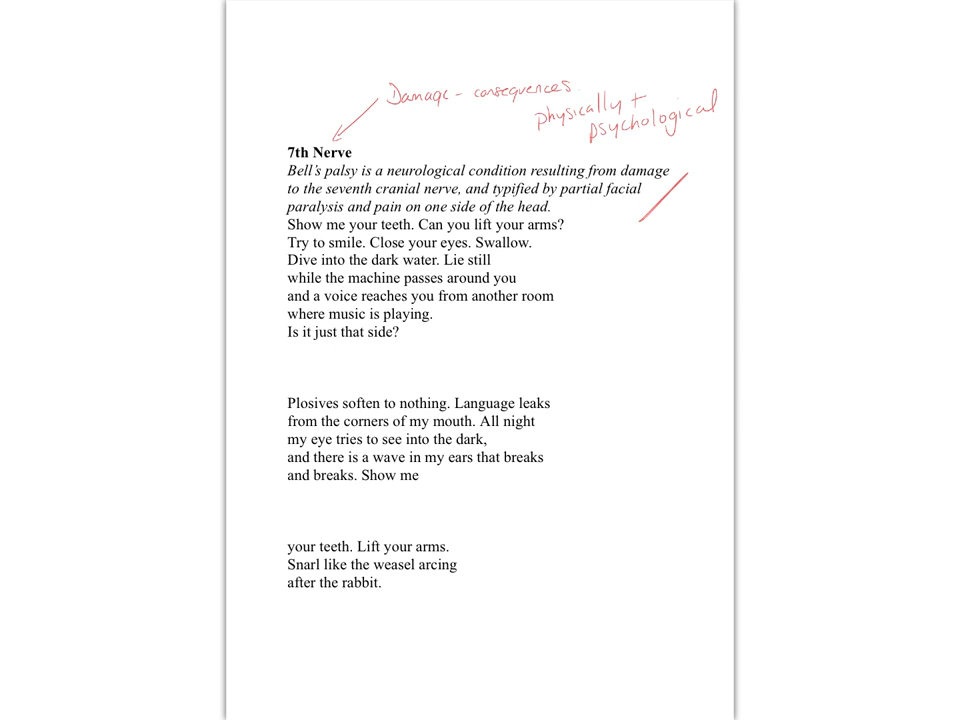 Damage - consequences
physically +
psychological
7th Nerve
Bell's palsy is a neurological condition resulting from damage
to the seventh cranial nerve, and typified by partial facial
paralysis and pain on one side of the head.
Show me your teeth. Can you lift your arms?
Try to smile. Close your eyes. Swallow.
Dive into the dark water. Lie still
while the machine passes around you
and a voice reaches you from another room
where music is playing.
Is it just that side?
Plosives soften to nothing. Language leaks
from the corners of my mouth. All night
my eye tries to see into the dark,
and there is a wave in my ears that breaks
and breaks. Show me
your teeth. Lift your arms.
Snarl like the weasel arcing
after the rabbit.